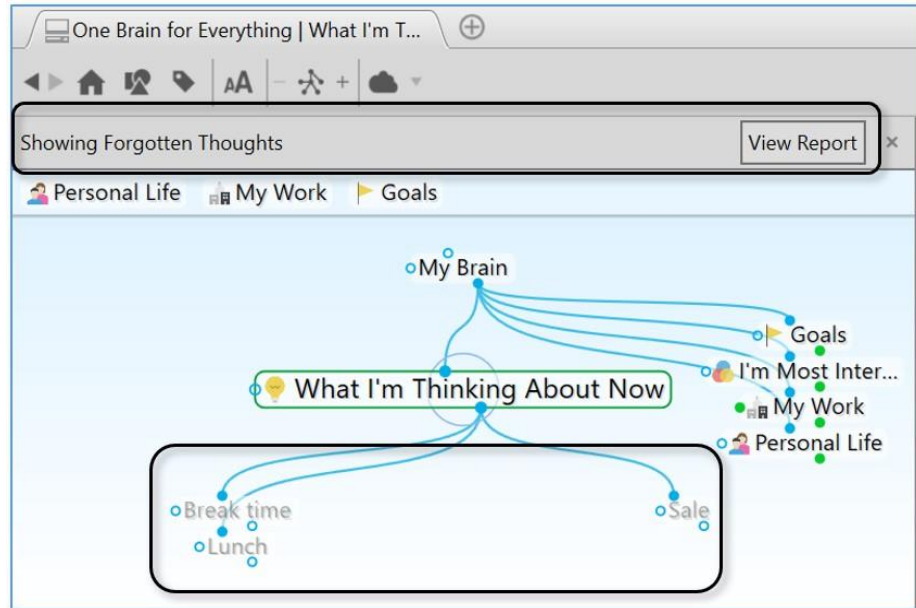 One Brain for Everything | What I'm T...
AA
Showing Forgotten Thoughts
View Report
Personal Life
My Work
Goals
My Brain
Goals
I'm Most Inter...
What I'm Thinking About Now
My Work
Personal Life
Break time
Sale
Lunch